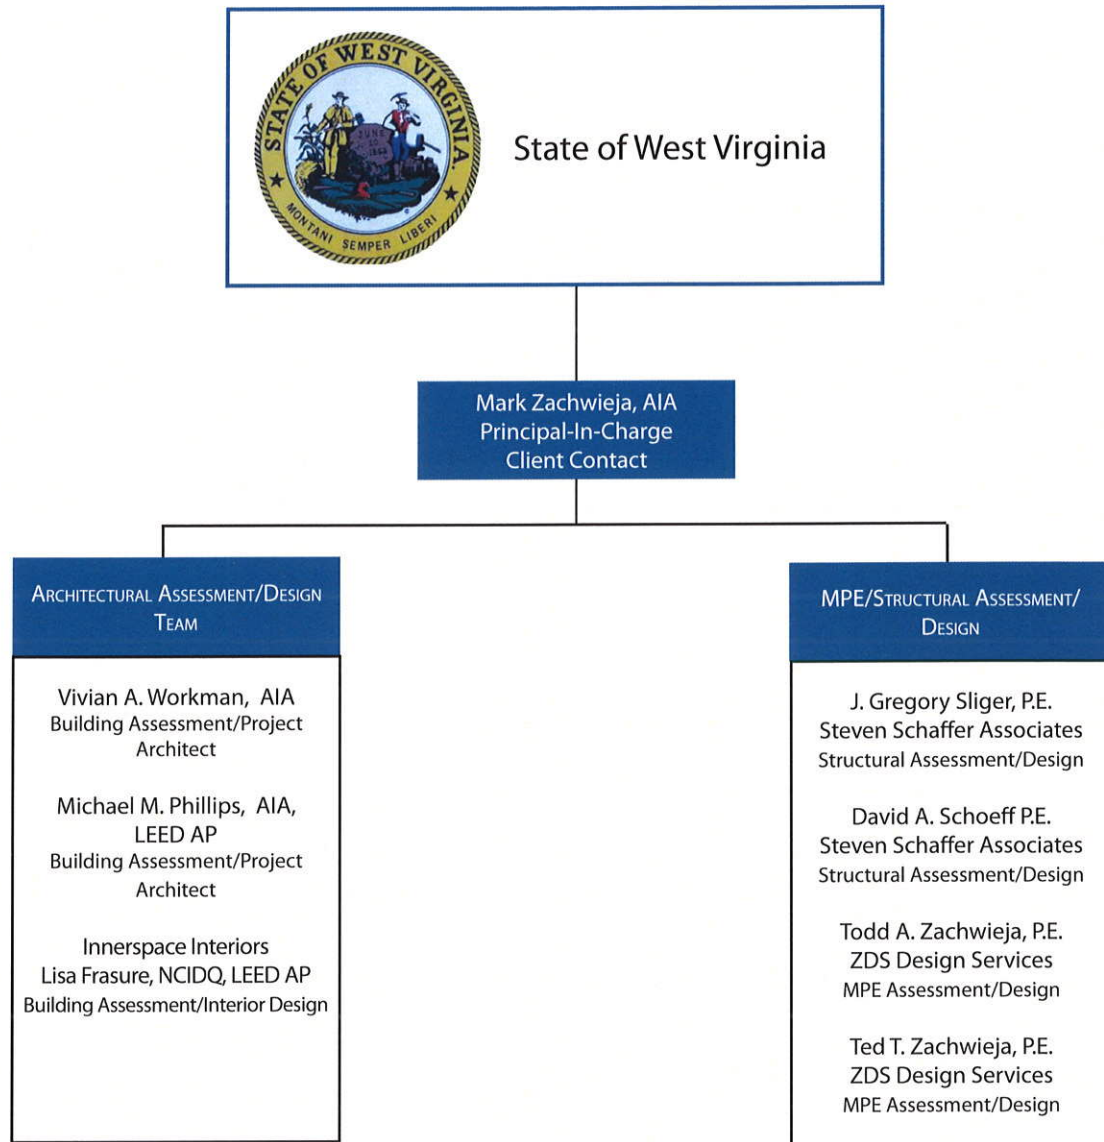 STATE OF WEST VIRGINIA
JUNE
20
1863
MONTANI SEMPER LIBERI
State of West Virginia
Mark Zachwieja, AIA
Principal-In-Charge
Client Contact
ARCHITECTURAL ASSESSMENT/DESIGN
TEAM
Vivian A. Workman, AIA
Building Assessment/Project
Architect
Michael M. Phillips, AIA,
LEED AP
Building Assessment/Project
Architect
Innerspace Interiors
Lisa Frasure, NCIDQ, LEED AP
Building Assessment/Interior Design
MPE/STRUCTURAL ASSESSMENT/
DESIGN
J. Gregory Sliger, P.E.
Steven Schaffer Associates
Structural Assessment/Design
David A. Schoeff P.E.
Steven Schaffer Associates
Structural Assessment/Design
Todd A. Zachwieja, P.E.
ZDS Design Services
MPE Assessment/Design
Ted T. Zachwieja, P.E.
ZDS Design Services
MPE Assessment/Design